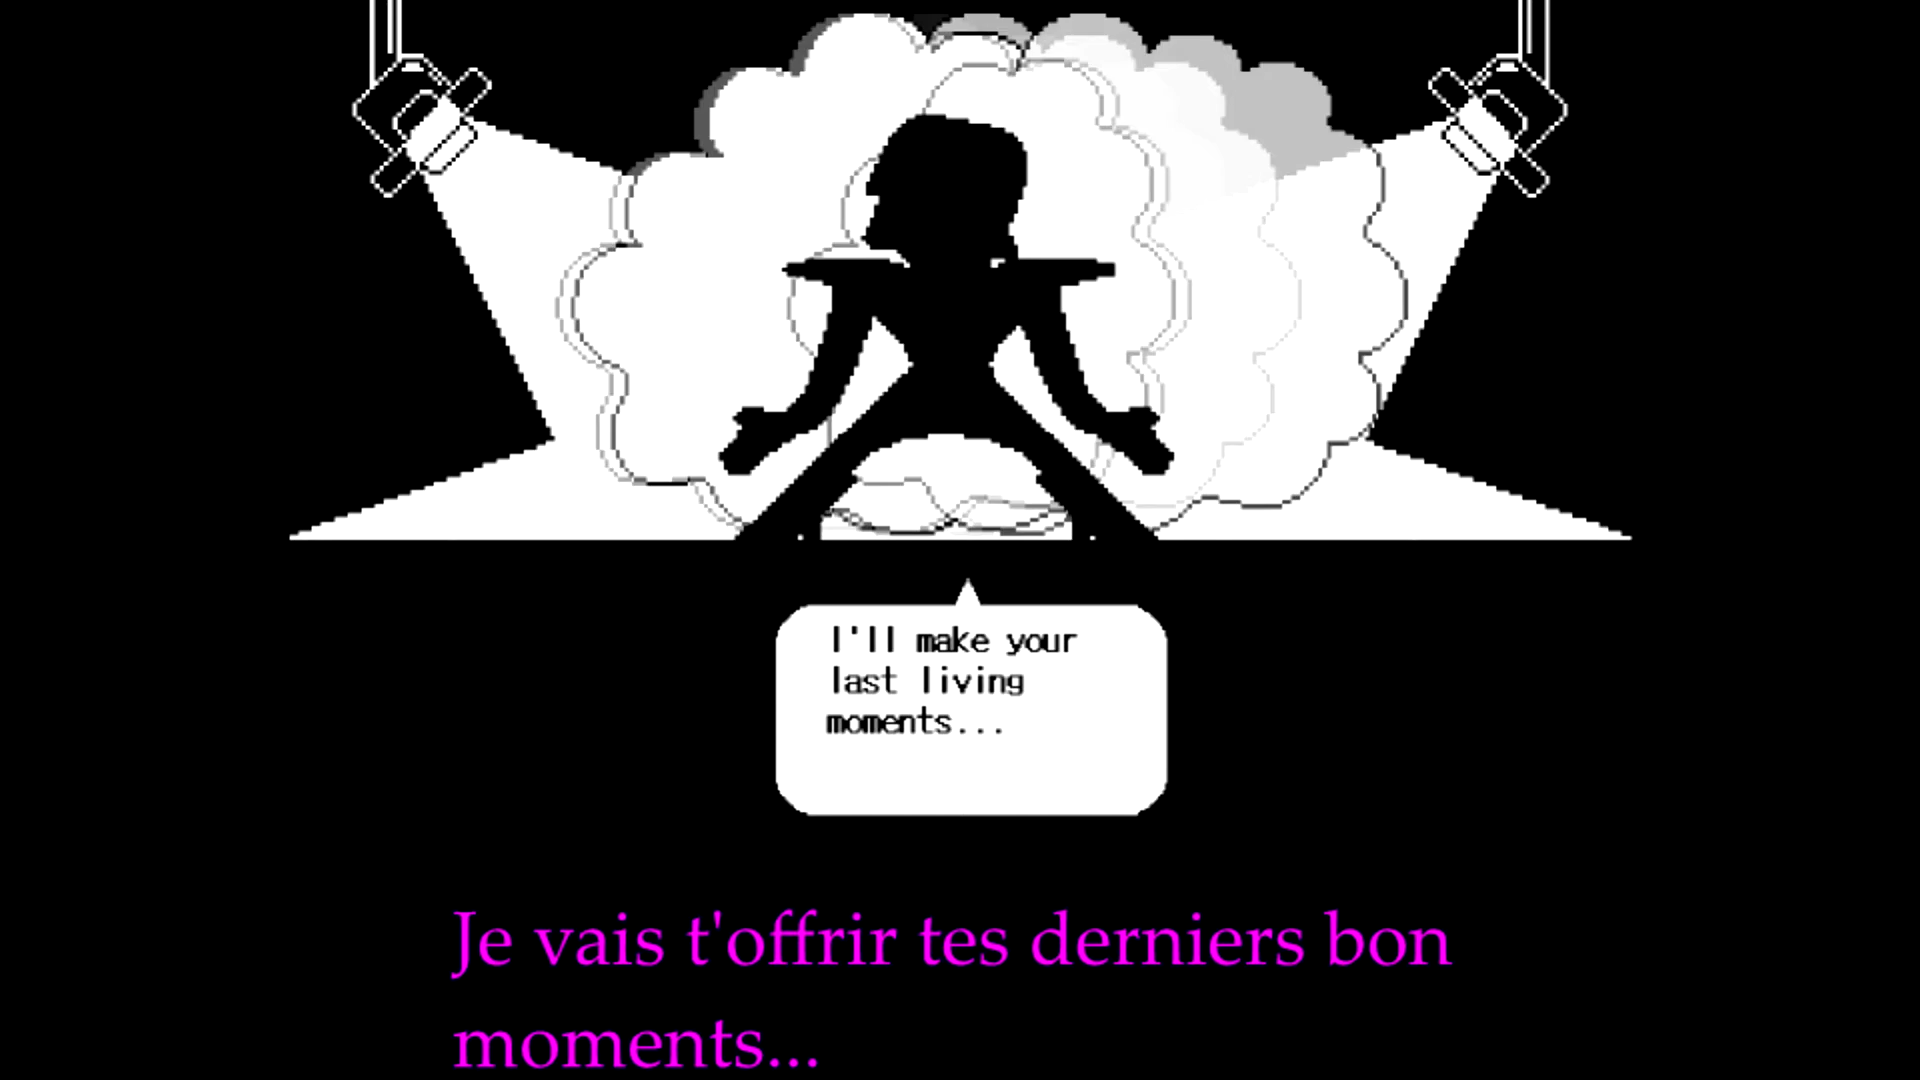 I'll make your
last living
moments...
Je vais t'offrir tes derniers bon
moments...